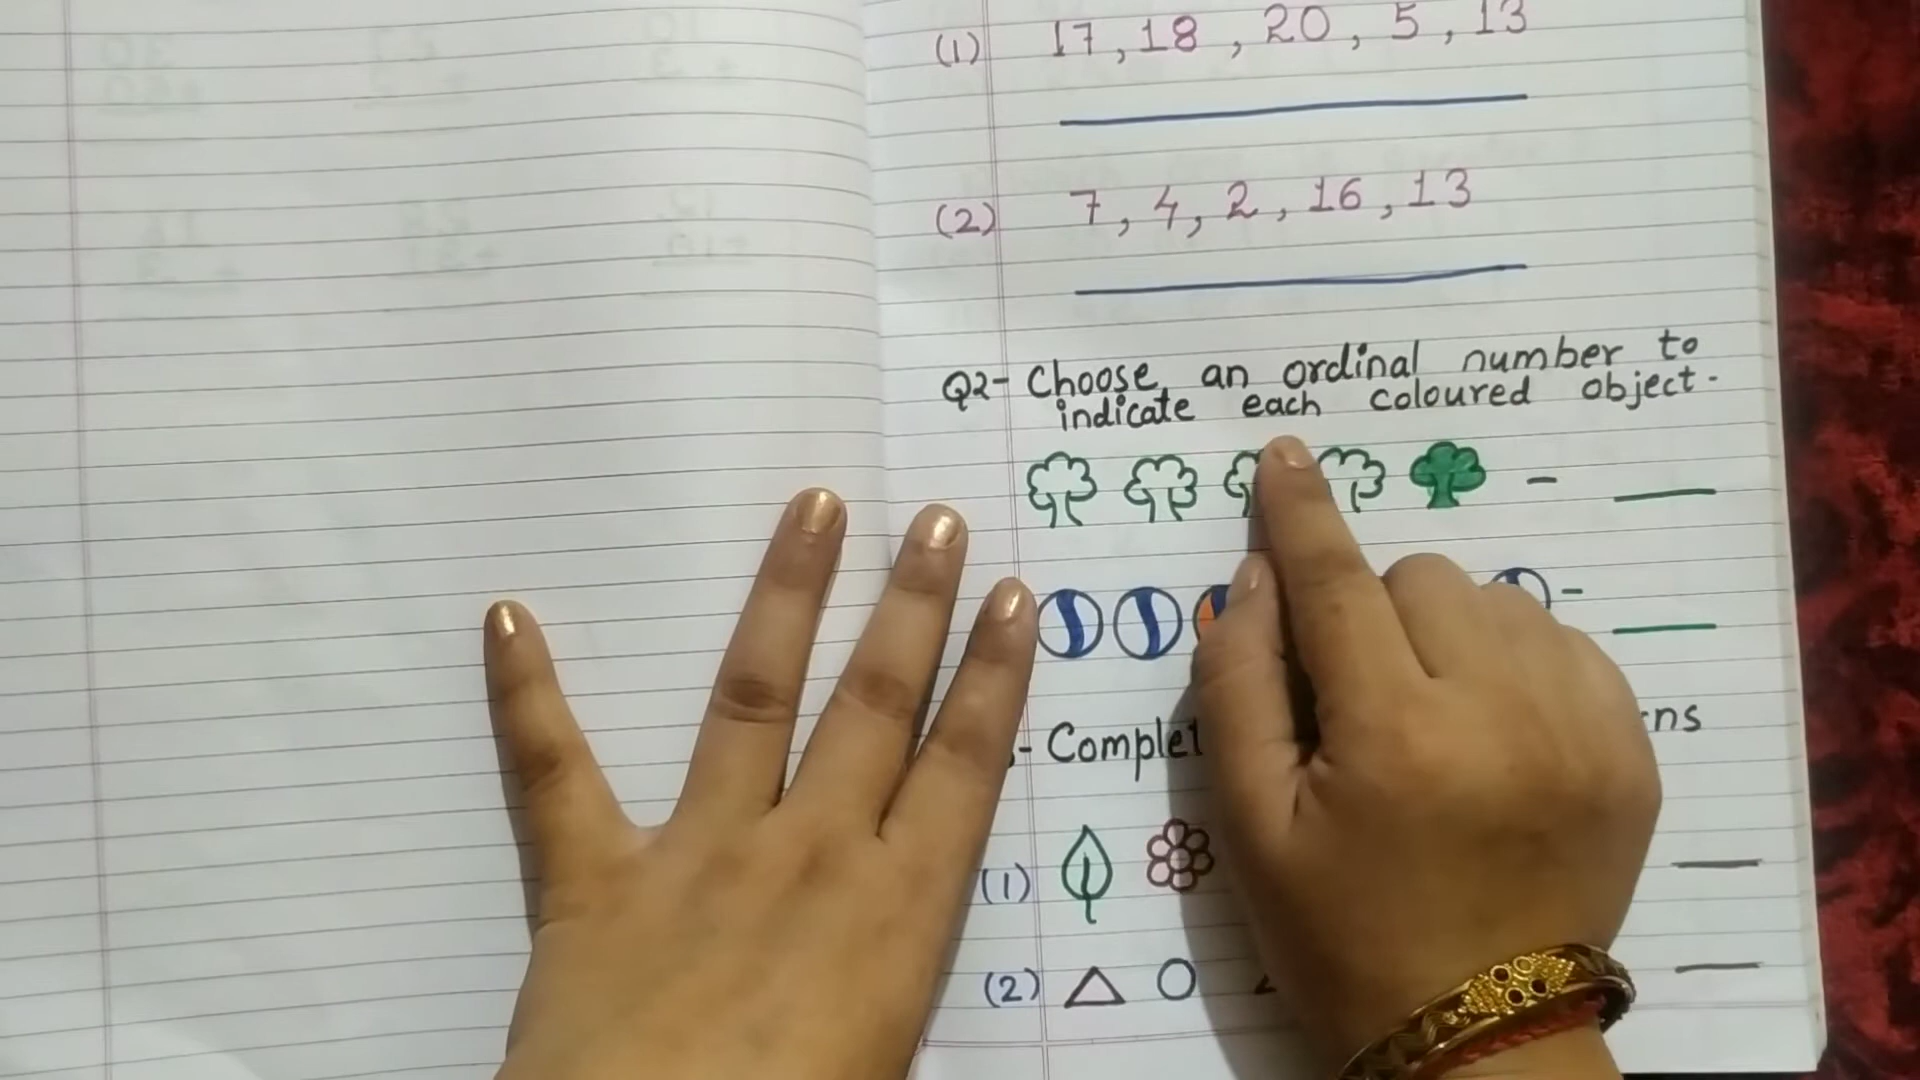 (1) 17, 18, 20, 5, 13
(2) 7, 4, 2, 16, 13
Q2- Choose an ordinal number to
indicate each coloured object.
- Complet
ns
(1)
(2)